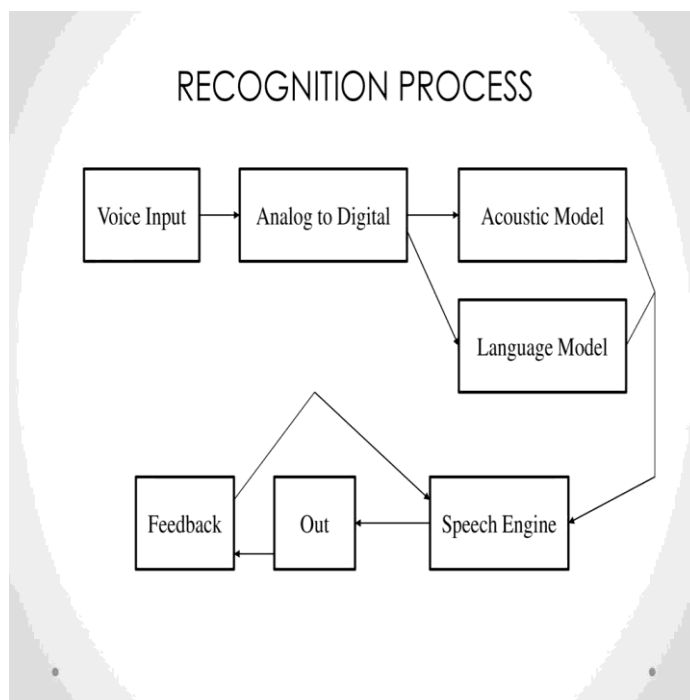 RECOGNITION PROCESS
Voice Input
Analog to Digital
Acoustic Model
Language Model
Feedback
Out
Speech Engine